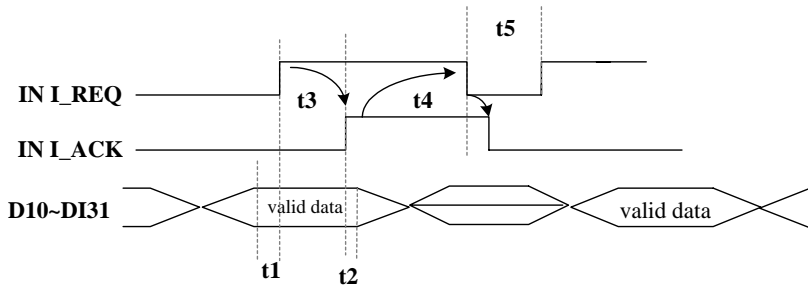 t5
IN I_REQ
t3
t4
IN I_ACK
D10~DI31
valid data
valid data
t1
t2